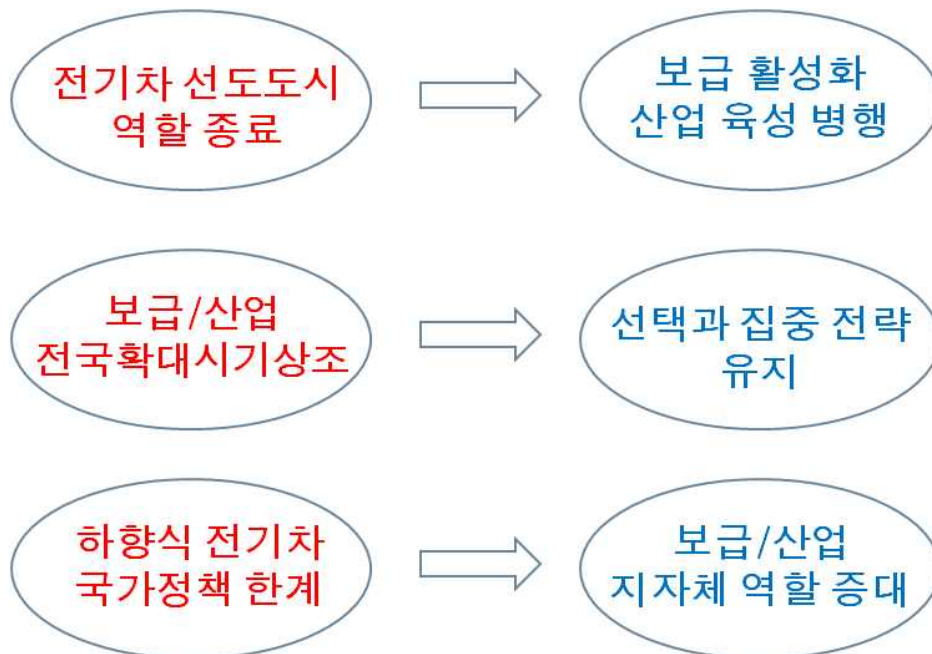 전기차 선도도시
역할 종료
보급 활성화
산업 육성 병행
보급/산업
전국확대시기상조
선택과 집중 전략
유지
하향식 전기차
국가정책 한계
보급/산업
지자체 역할 증대